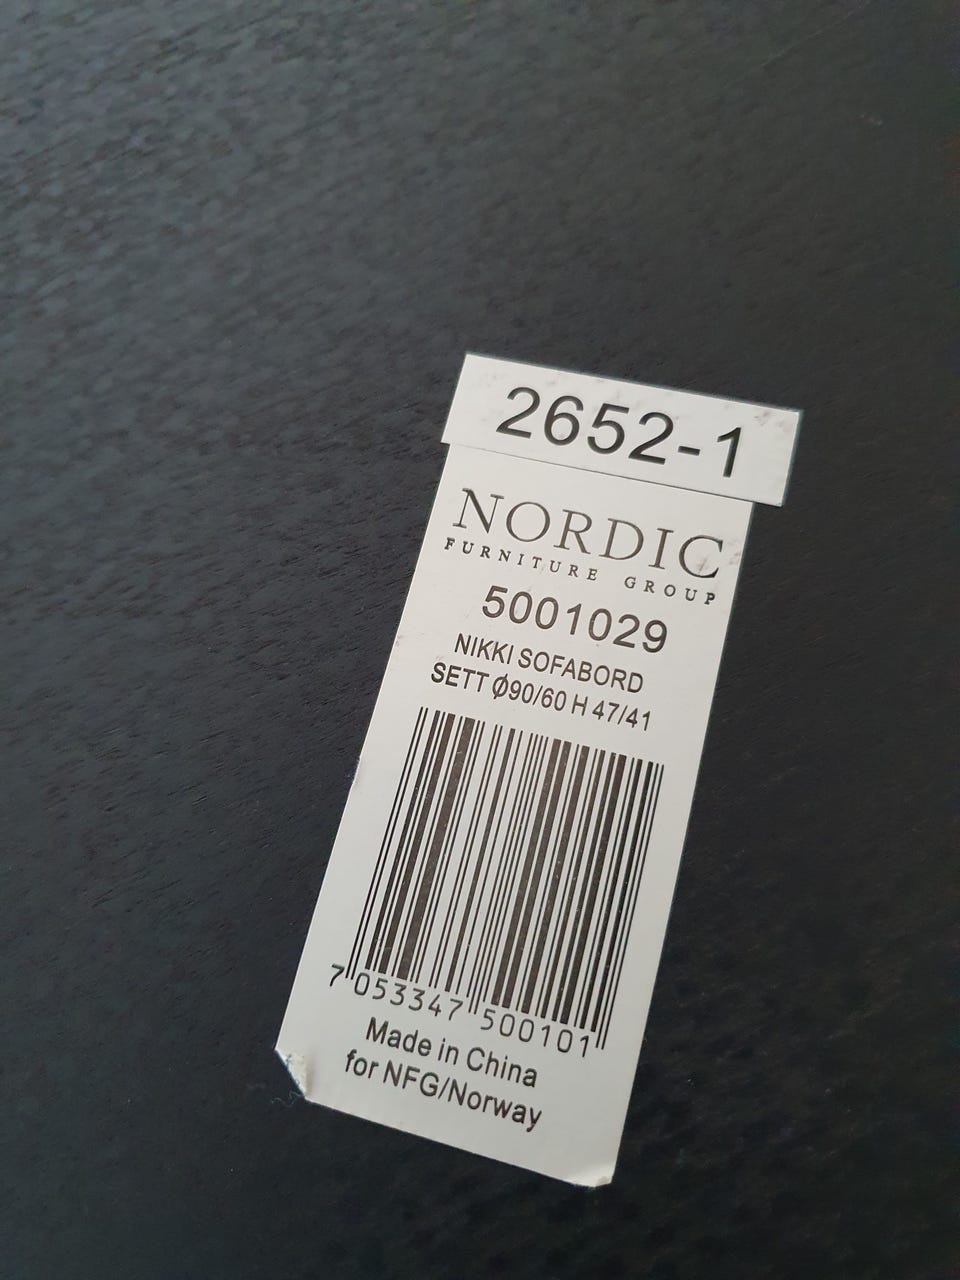 2652-1
NORDIC
FURNITURE GROUP
5001029
NIKKI SOFABORD
SETT Ø90/60 H 47/41
7 053347 500101
Made in China
for NFG/Norway